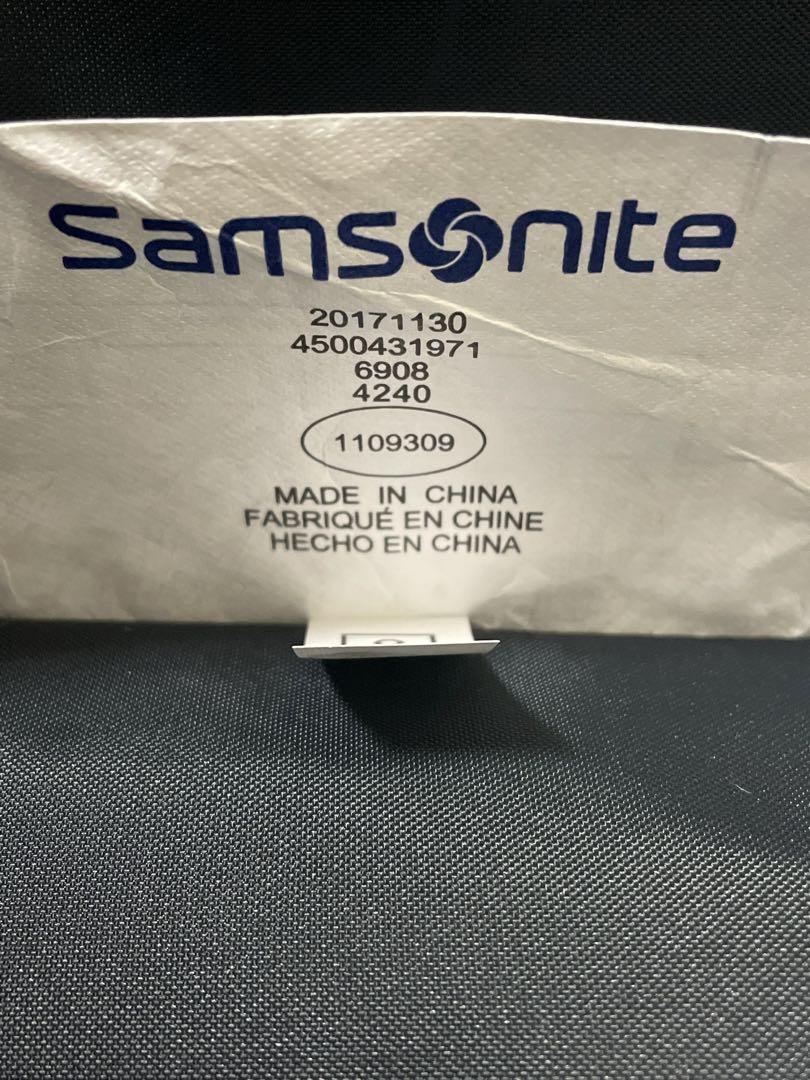 Samsonite
20171130
4500431971
6908
4240
1109309
MADE IN CHINA
FABRIQUÉ EN CHINE
HECHO EN CHINA